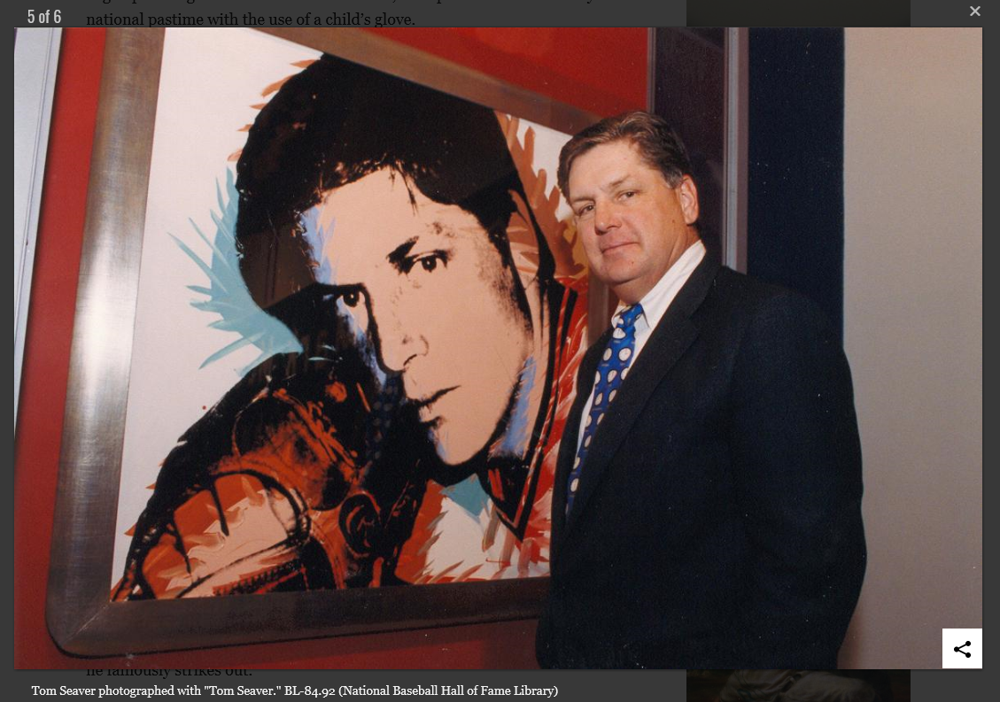 5 of 6
national pastime with the use of a child’s glove.
he famously strikes out.
Tom Seaver photographed with "Tom Seaver." BL-84.92 (National Baseball Hall of Fame Library)